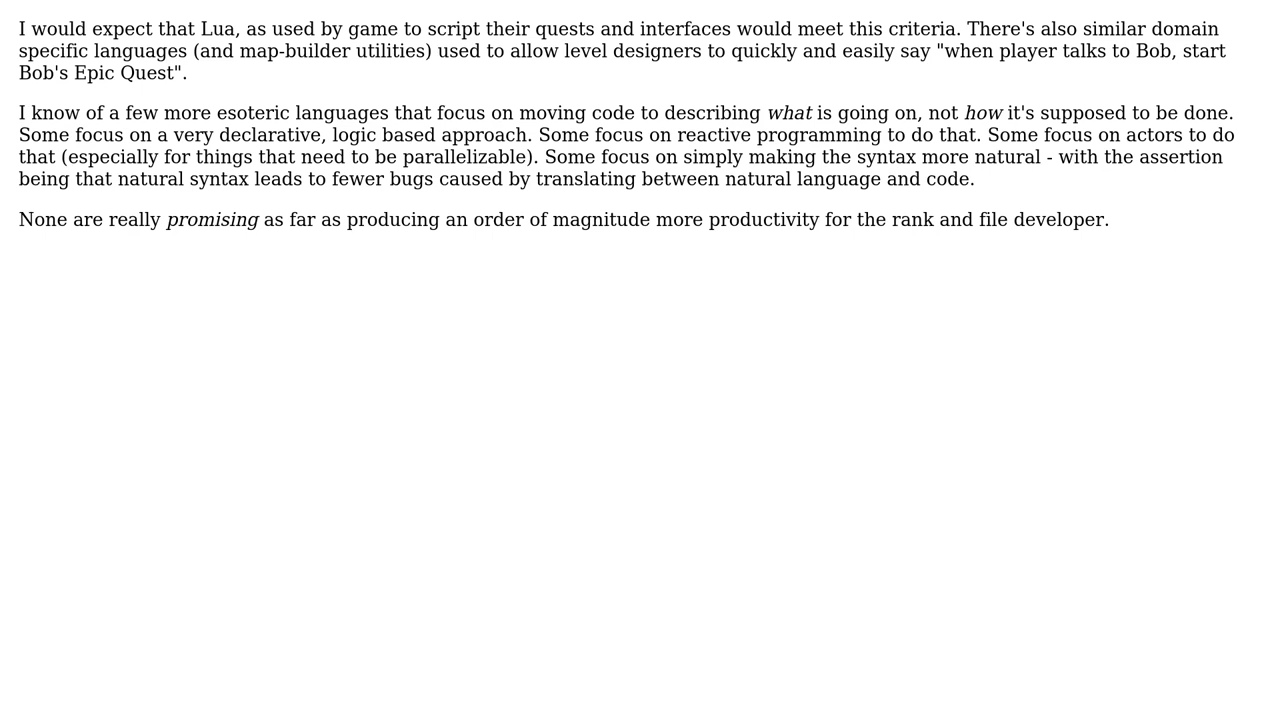 I would expect that Lua, as used by game to script their quests and interfaces would meet this criteria. There's also similar domain
specific languages (and map-builder utilities) used to allow level designers to quickly and easily say "when player talks to Bob, start
Bob's Epic Quest".
I know of a few more esoteric languages that focus on moving code to describing what is going on, not how it's supposed to be done.
Some focus on a very declarative, logic based approach. Some focus on reactive programming to do that. Some focus on actors to do
that (especially for things that need to be parallelizable). Some focus on simply making the syntax more natural - with the assertion
being that natural syntax leads to fewer bugs caused by translating between natural language and code.
None are really promising as far as producing an order of magnitude more productivity for the rank and file developer.